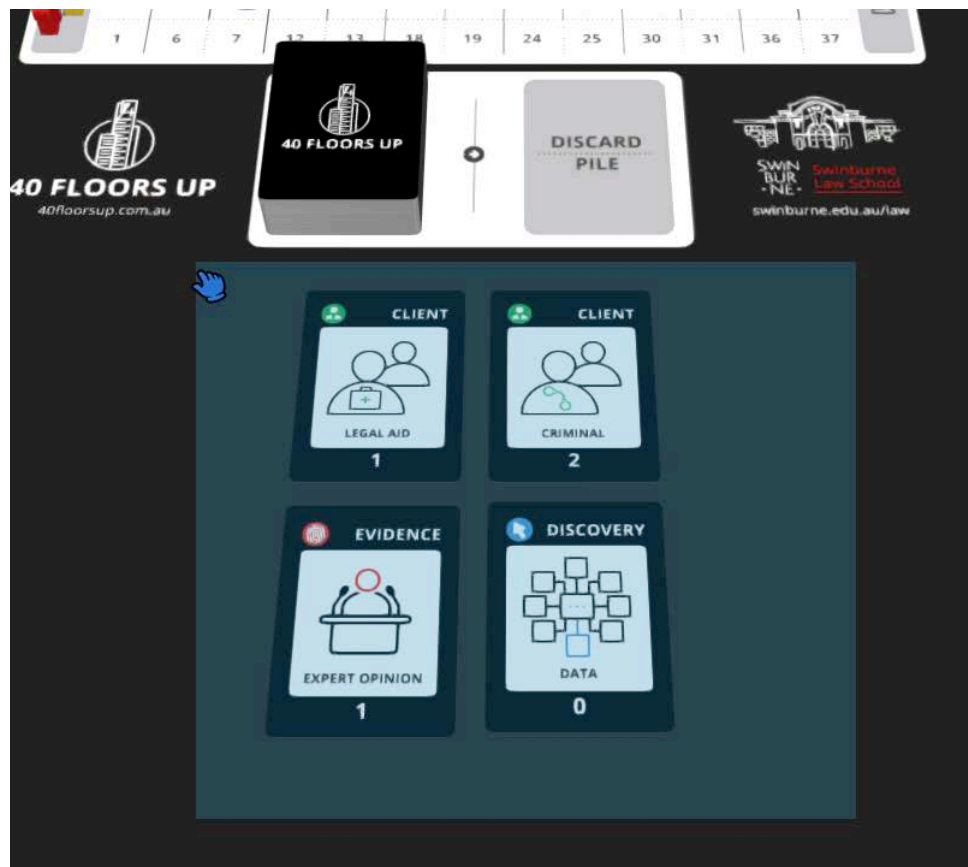 1 6 7 12 13 18 19 24 25 30 31 36 37
40 FLOORS UP
40floorsup.com.au
40 FLOORS UP
DISCARD
PILE
SWIN
BUR
•NE•
Swinburne
Law School
swinburne.edu.au/law
CLIENT
LEGAL AID
1
CLIENT
CRIMINAL
2
EVIDENCE
EXPERT OPINION
1
DISCOVERY
DATA
0